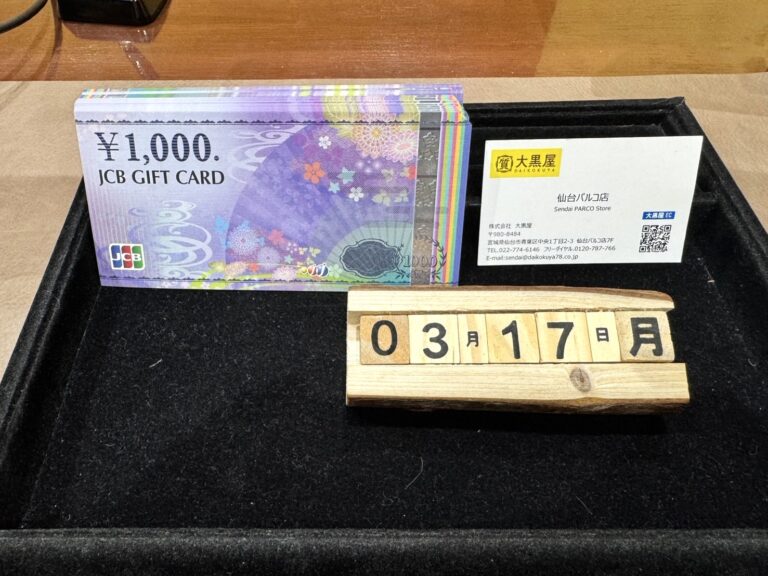 ¥1,000.
JCB GIFT CARD
JCB
1000
質 大黒屋
DAIKOKUYA
仙台パルコ店
Sendai PARCO Store
大黒屋 EC
株式会社 大黒屋
〒980-8484
宮城県仙台市青葉区中央1丁目2-3 仙台パルコ店7F
TEL.022-774-6146 フリーダイヤル.0120-797-766
E-mail:sendai@daikokuya78.co.jp
03月17日月